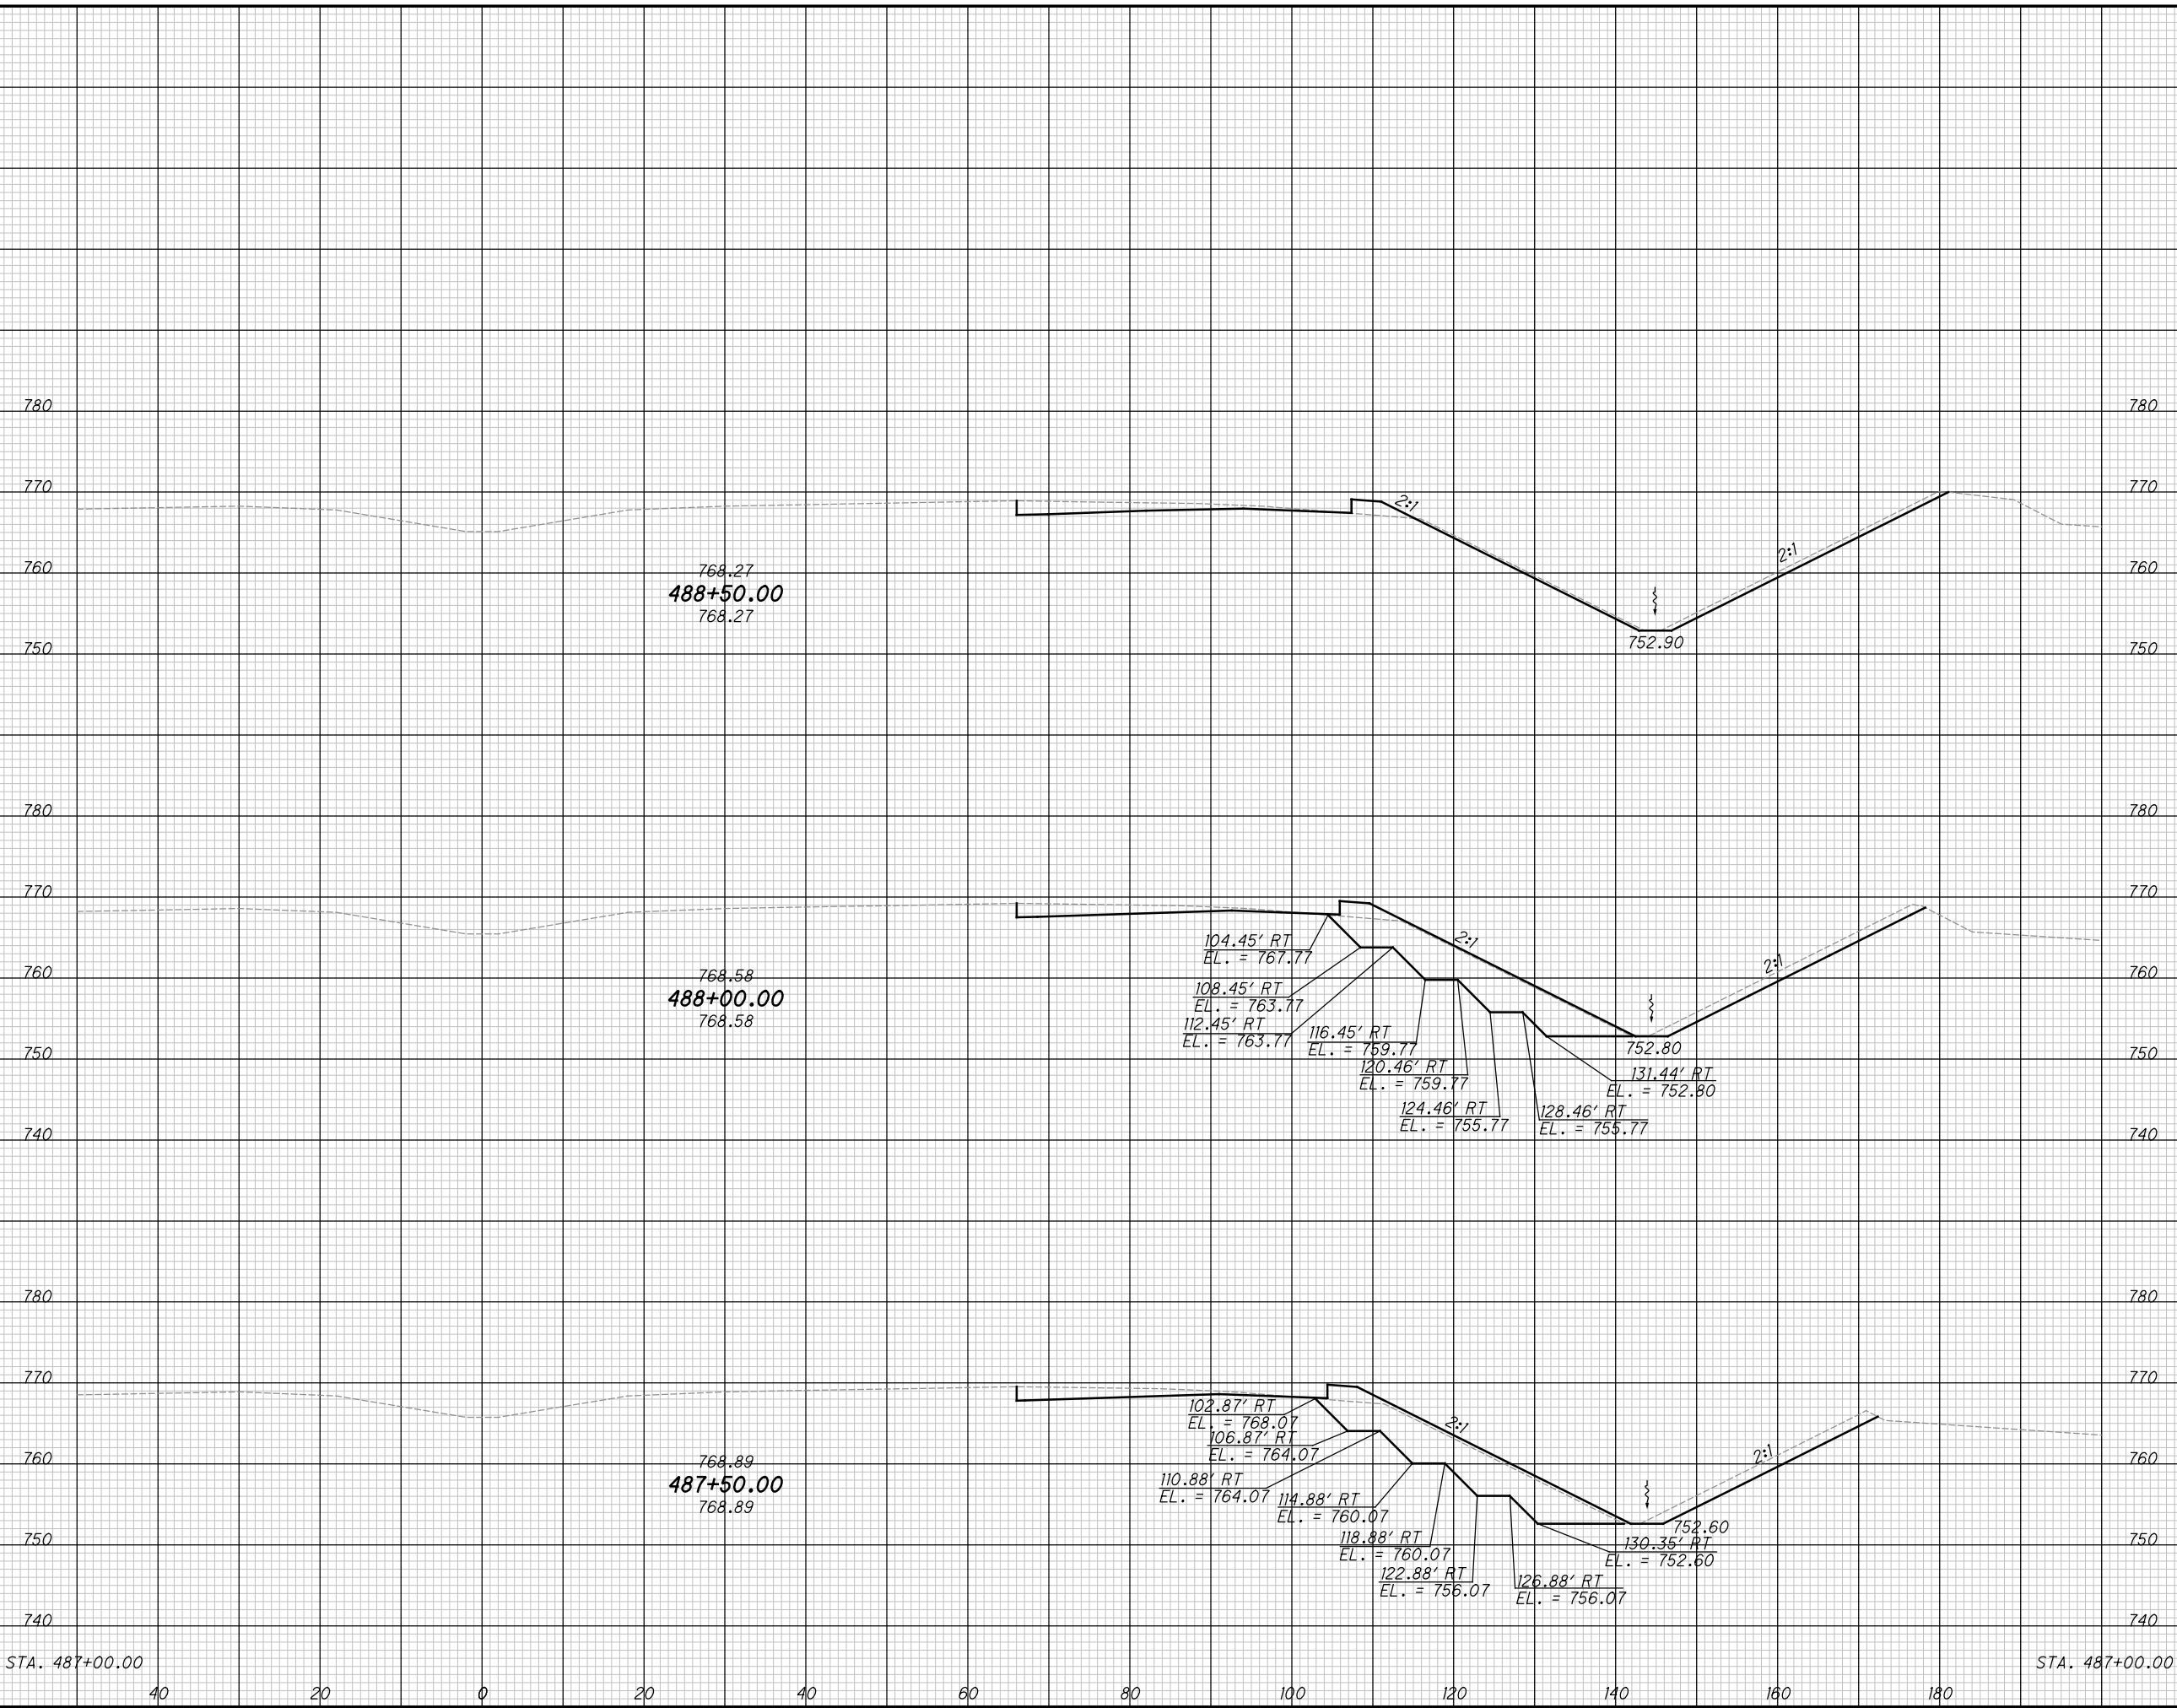 780 780
770 770
2:1
2:1
760 760
768.27
488+50.00
768.27
752.90
750 750
780 780
770 770
2:1
104.45' RT
EL. = 767.77
2:1
760 760
768.58
488+00.00
768.58
108.45' RT
EL. = 763.77
112.45' RT
EL. = 763.77
116.45' RT
EL. = 759.77
752.80
750 750
120.46' RT
EL. = 759.77
131.44' RT
EL. = 752.80
124.46' RT
EL. = 755.77
128.46' RT
EL. = 755.77
740 740
780 780
770 770
102.87' RT
EL. = 768.07
2:1
106.87' RT
EL. = 764.07
2:1
760 760
768.89
487+50.00
768.89
110.88' RT
EL. = 764.07
114.88' RT
EL. = 760.07
752.60
118.88' RT
EL. = 760.07
750 750
130.35' RT
EL. = 752.60
122.88' RT
EL. = 756.07
126.88' RT
EL. = 756.07
740 740
STA. 487+00.00 STA. 487+00.00
40 20 0 20 40 60 80 100 120 140 160 180